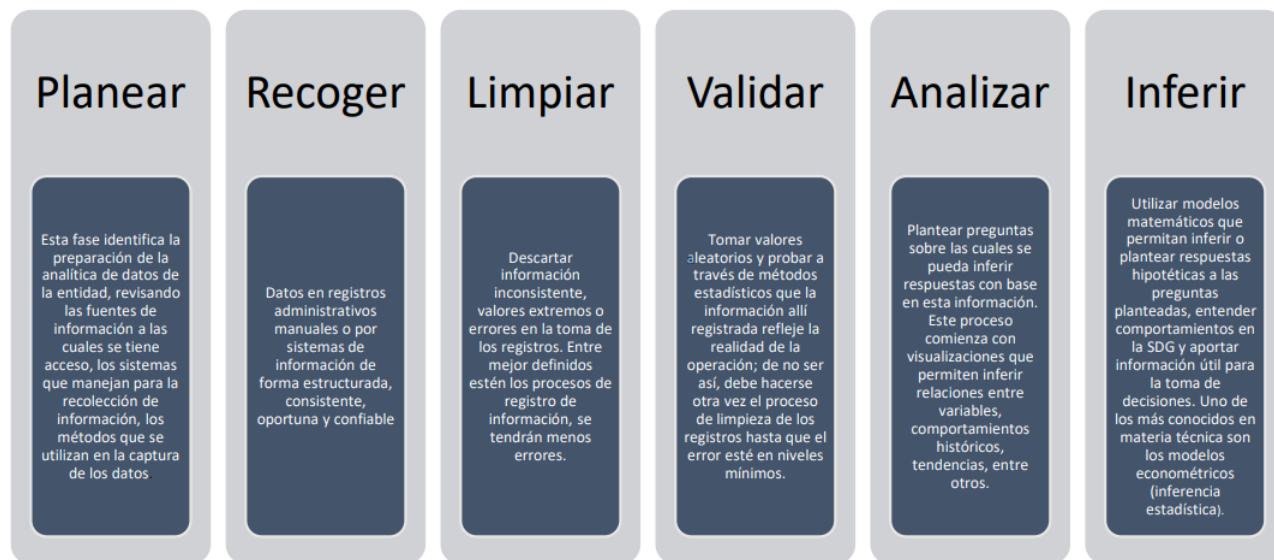 Planear
Esta fase identifica la
preparación de la
analítica de datos de
la entidad, revisando
las fuentes de
información a las
cuales se tiene
acceso, los sistemas
que manejan para la
recolección de
información, los
métodos que se
utilizan en la captura
de los datos.
Recoger
Datos en registros
administrativos
manuales o por
sistemas de
información de
forma estructurada,
consistente,
oportuna y confiable
Limpiar
Descartar
información
inconsistente,
valores extremos o
errores en la toma de
los registros. Entre
mejor definidos
estén los procesos de
registro de
información, se
tendrán menos
errores.
Validar
Tomar valores
aleatorios y probar a
través de métodos
estadísticos que la
información allí
registrada refleje la
realidad de la
operación; de no ser
así, debe hacerse
otra vez el proceso
de limpieza de los
registros hasta que el
error esté en niveles
mínimos.
Analizar
Plantear preguntas
sobre las cuales se
pueda inferir
respuestas con base
en esta información.
Este proceso
comienza con
visualizaciones que
permiten inferir
relaciones entre
variables,
comportamientos
históricos,
tendencias, entre
otros.
Inferir
Utilizar modelos
matemáticos que
permitan inferir o
plantear respuestas
hipotéticas a las
preguntas
planteadas, entender
comportamientos en
la SDG y aportar
información útil para
la toma de
decisiones. Uno de
los más conocidos en
materia técnica son
los modelos
econométricos
(inferencia
estadística).